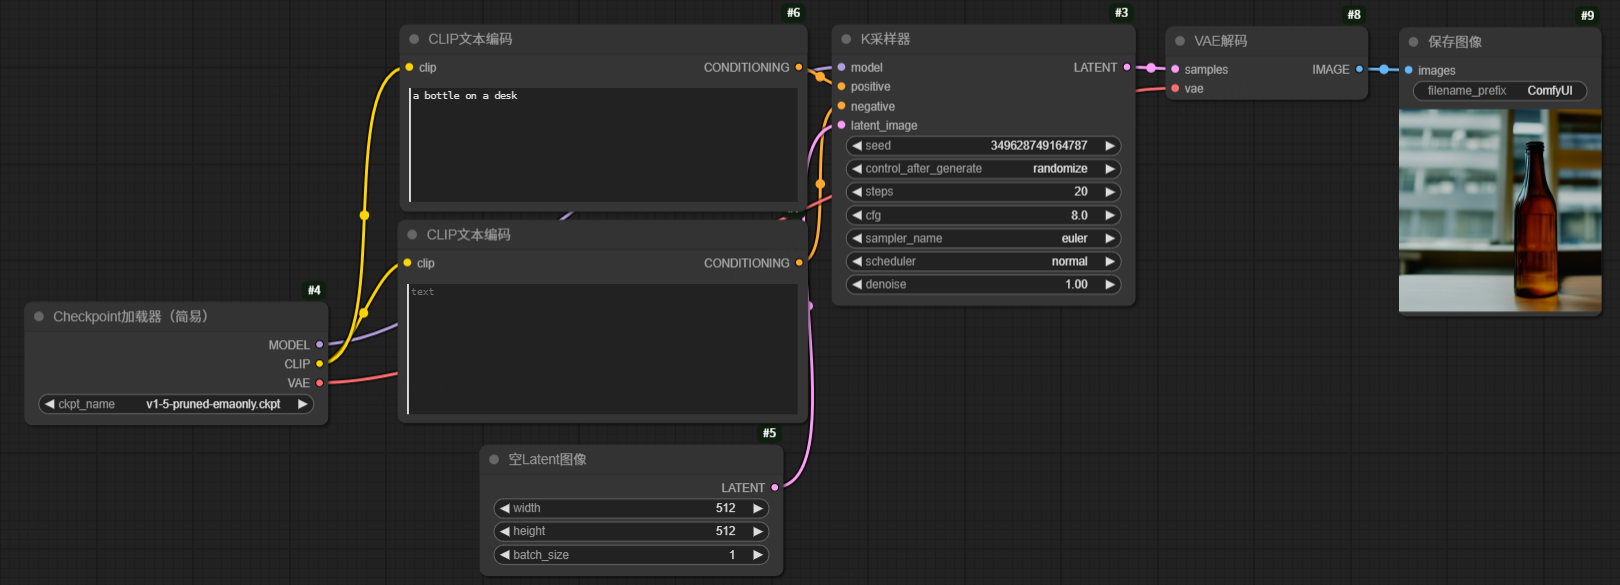 #6
CLIP文本编码
clip CONDITIONING
a bottle on a desk
CLIP文本编码
clip CONDITIONING
text
#4
Checkpoint加载器（简易）
MODEL
CLIP
VAE
ckpt_name v1-5-pruned-emaonly.ckpt
#5
空Latent图像
LATENT
width 512
height 512
batch_size 1
#3
K采样器
model LATENT
positive
negative
latent_image
seed 349628749164787
control_after_generate randomize
steps 20
cfg 8.0
sampler_name euler
scheduler normal
denoise 1.00
#8
VAE解码
samples IMAGE
vae
#9
保存图像
images
filename_prefix ComfyUI